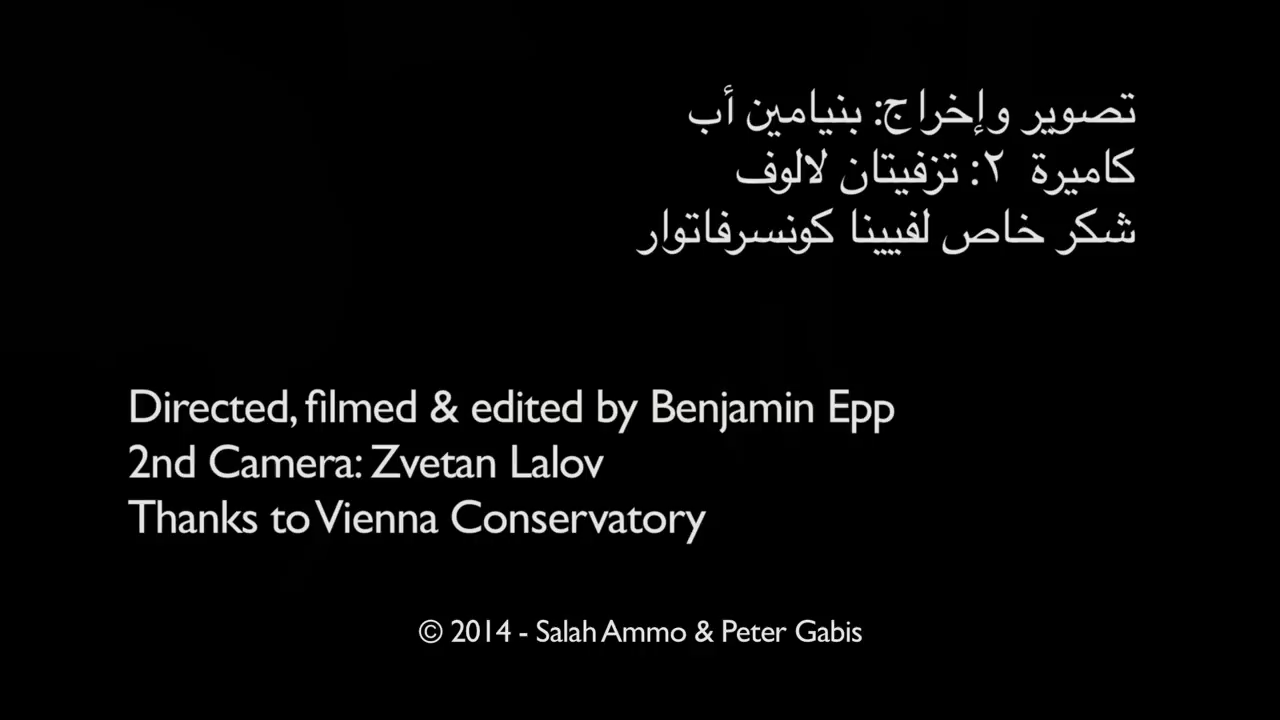 تصوير وإخراج: بنيامين أب
كاميرة ٢: تزفيتان لالوف
شكر خاص لفيينا كونسرفاتوار
Directed, filmed & edited by Benjamin Epp
2nd Camera: Zvetan Lalov
Thanks to Vienna Conservatory
© 2014 - Salah Ammo & Peter Gabis